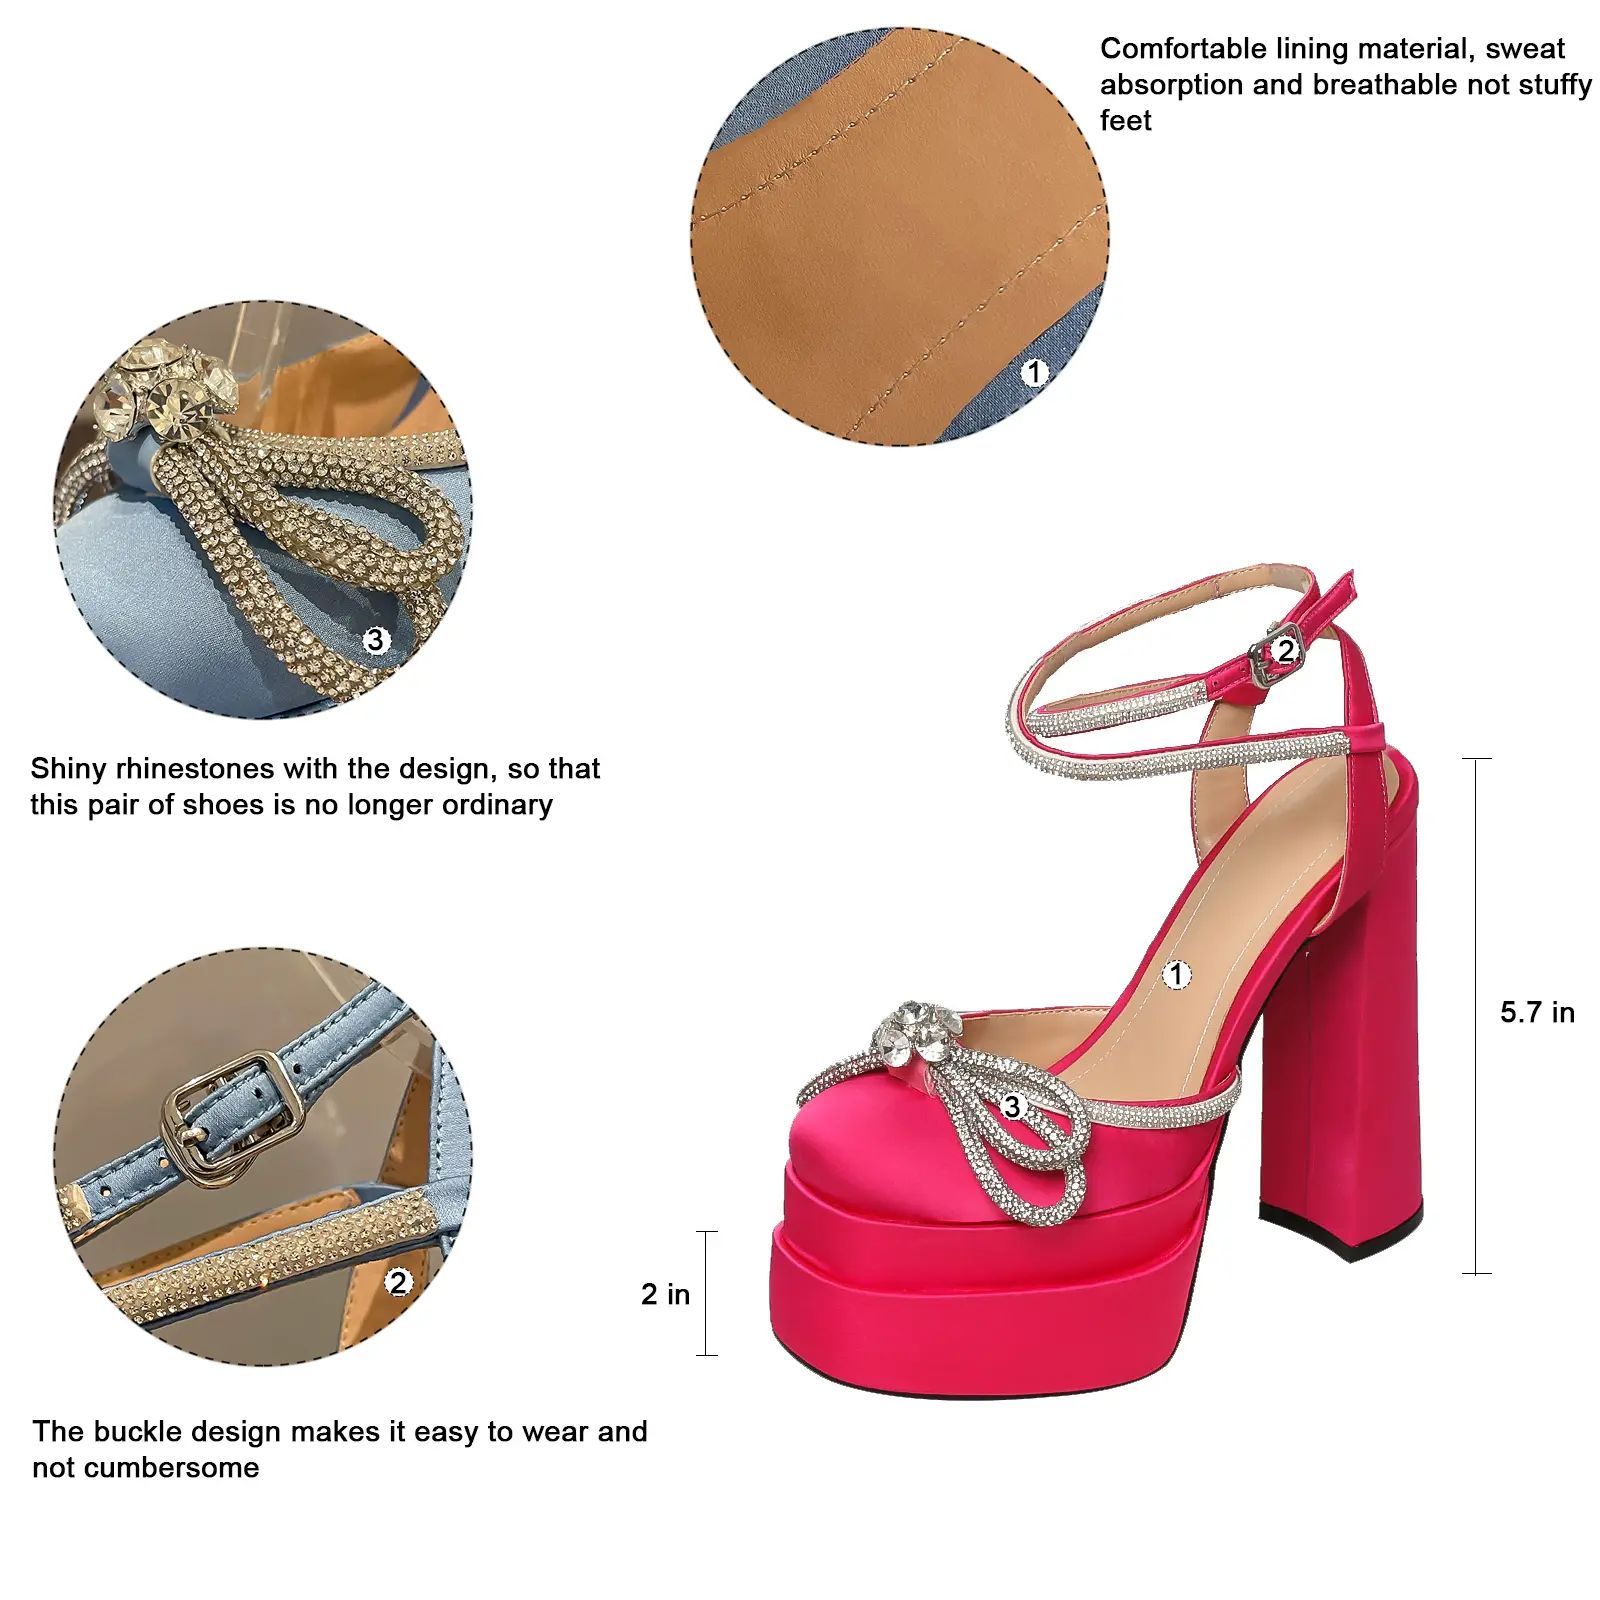 Comfortable lining material, sweat
absorption and breathable not stuffy
feet
1
3
Shiny rhinestones with the design, so that
this pair of shoes is no longer ordinary
2
1
5.7 in
3
2 in
2
The buckle design makes it easy to wear and
not cumbersome